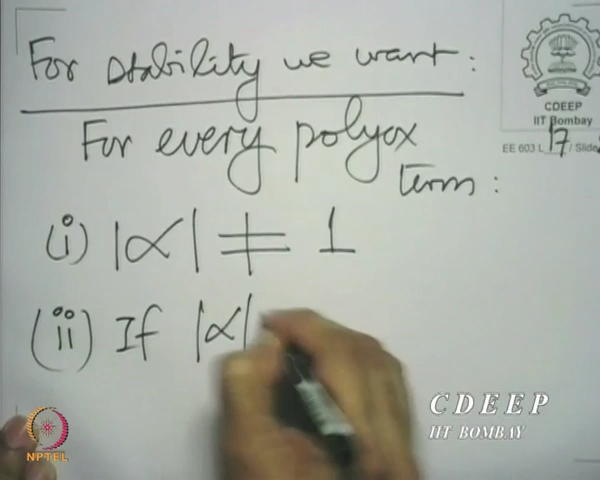 For stability we want:
For every polyex
term:
(i) |α| ≠ 1
(ii) If |α|
CDEEP
IIT Bombay
EE 603 L 17 / Slide
CDEEP
IIT BOMBAY
NPTEL